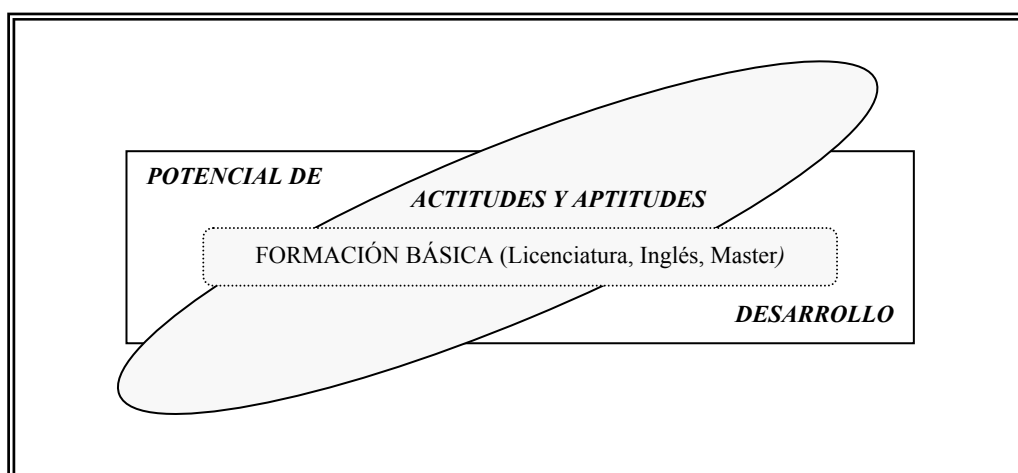 POTENCIAL DE
ACTITUDES Y APTITUDES
FORMACIÓN BÁSICA (Licenciatura, Inglés, Master)
DESARROLLO